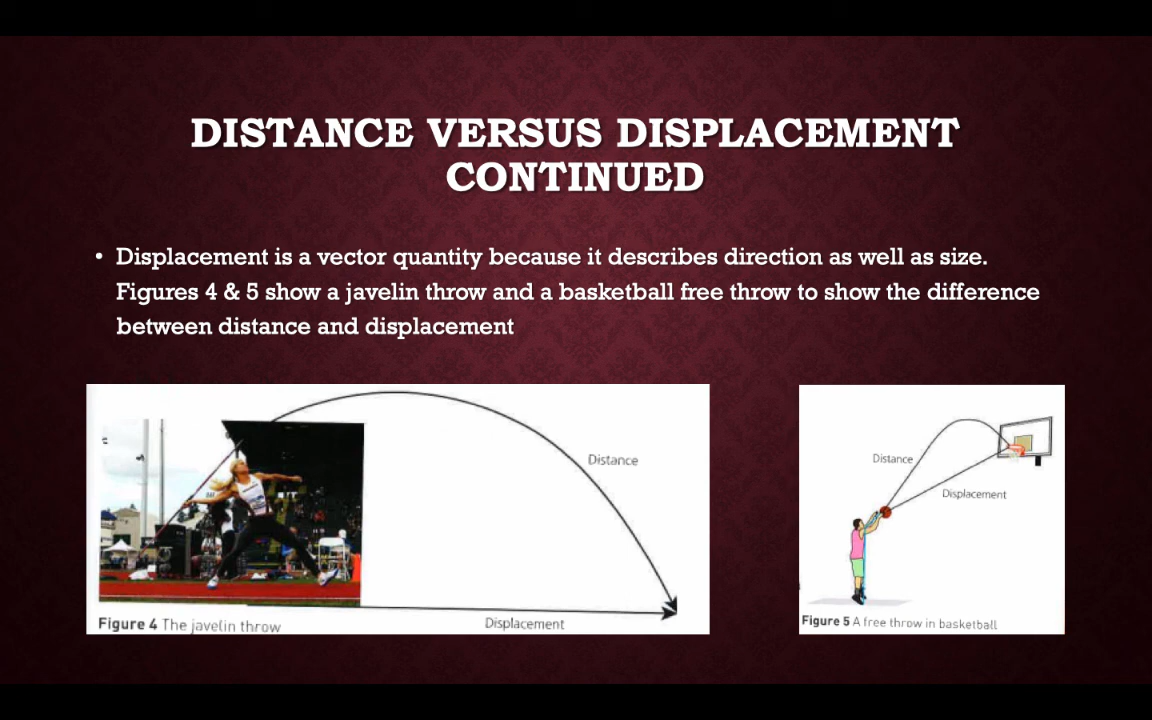 DISTANCE VERSUS DISPLACEMENT
CONTINUED
• Displacement is a vector quantity because it describes direction as well as size.
Figures 4 & 5 show a javelin throw and a basketball free throw to show the difference
between distance and displacement
Distance
Displacement
Figure 4 The javelin throw
Distance
Displacement
Figure 5 A free throw in basketball